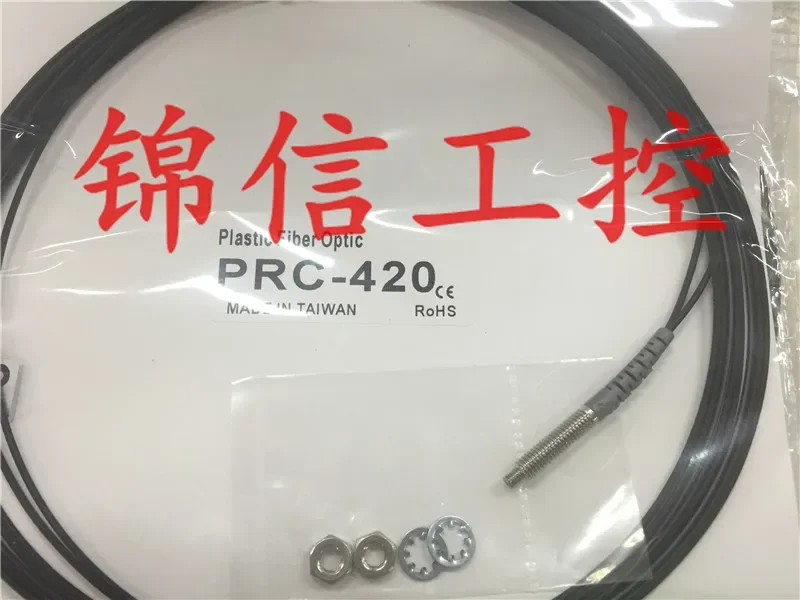 锦信工控
Plastic Fiber Optic
PRC-420 CE
MADE IN TAIWAN RoHS